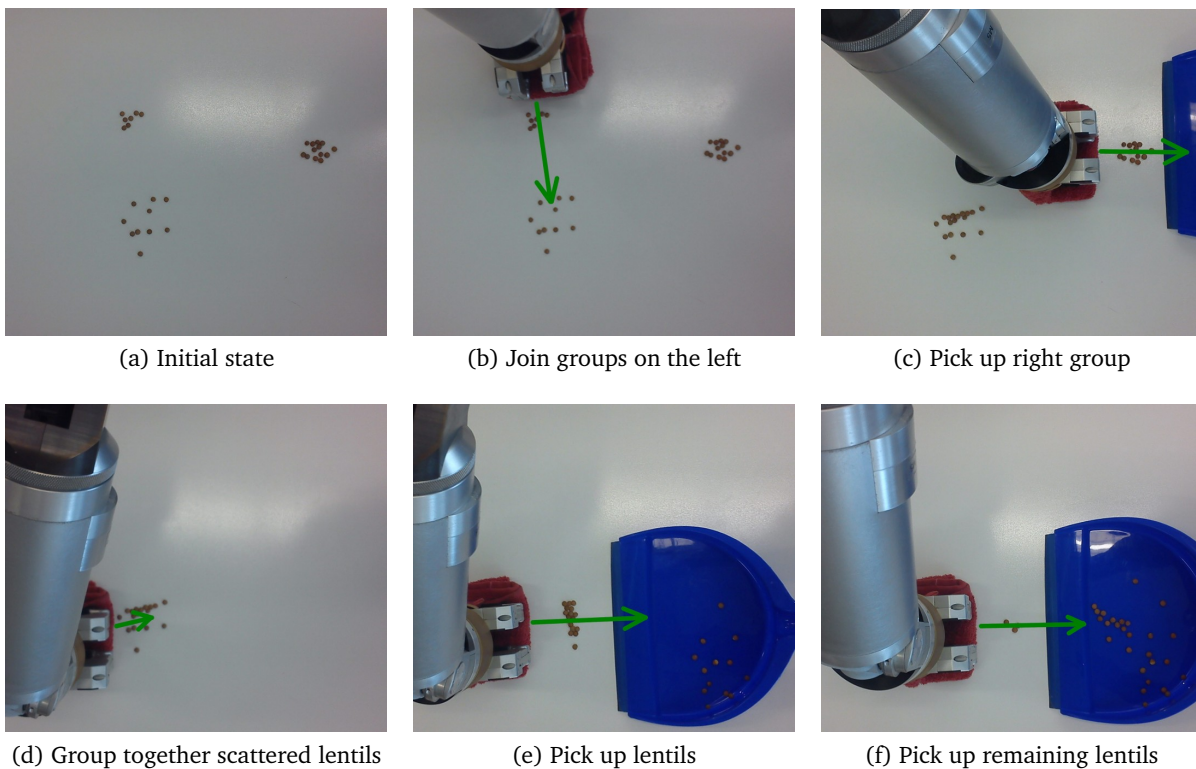 (a) Initial state
(b) Join groups on the left
(c) Pick up right group
(d) Group together scattered lentils
(e) Pick up lentils
(f) Pick up remaining lentils